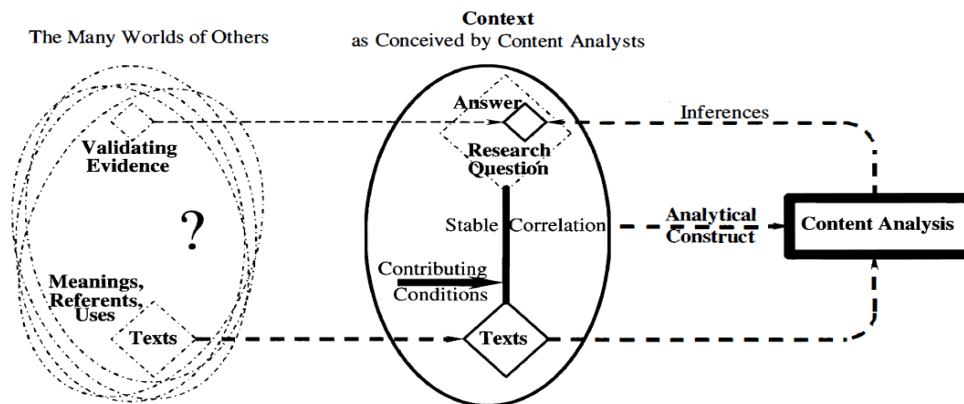 The Many Worlds of Others
Context
as Conceived by Content Analysts
Validating
Evidence
?
Meanings,
Referents,
Uses
Texts
Answer
Research
Question
Stable Correlation
Contributing
Conditions
Texts
Inferences
Analytical
Construct
Content Analysis